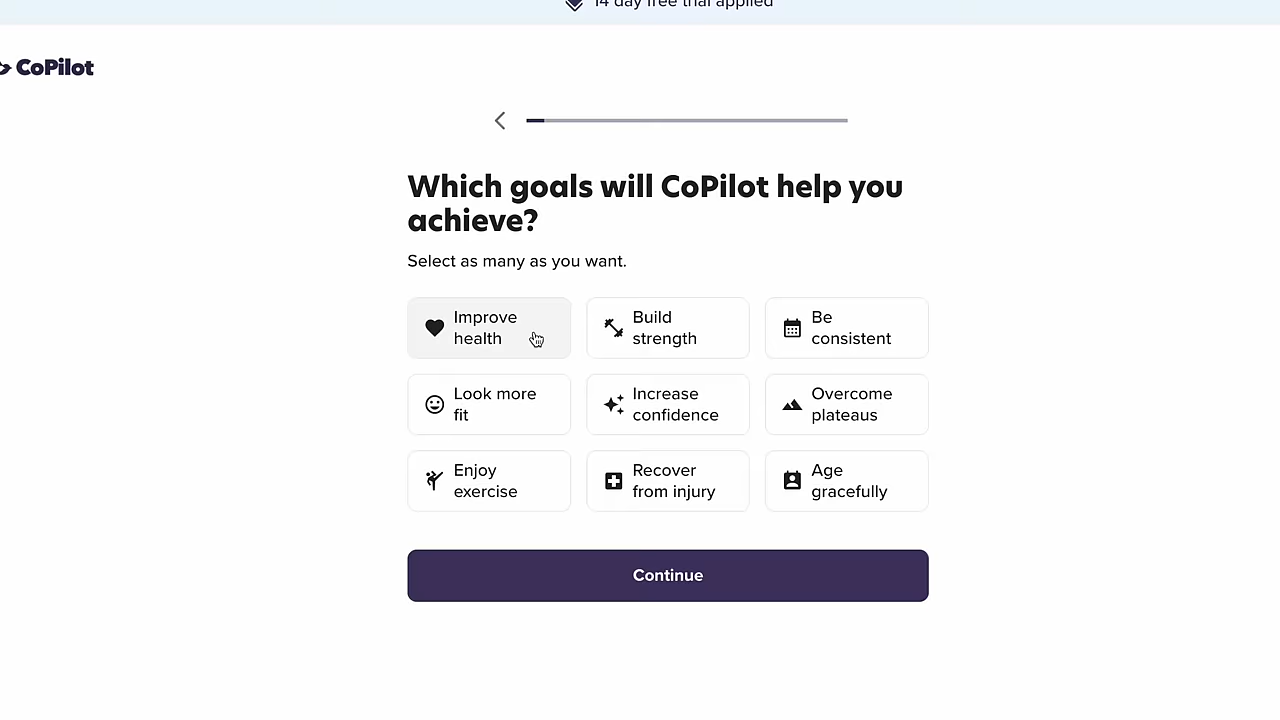 14 day free trial applied
CoPilot
Which goals will CoPilot help you
achieve?
Select as many as you want.
Improve
health
Build
strength
Be
consistent
Look more
fit
Increase
confidence
Overcome
plateaus
Enjoy
exercise
Recover
from injury
Age
gracefully
Continue